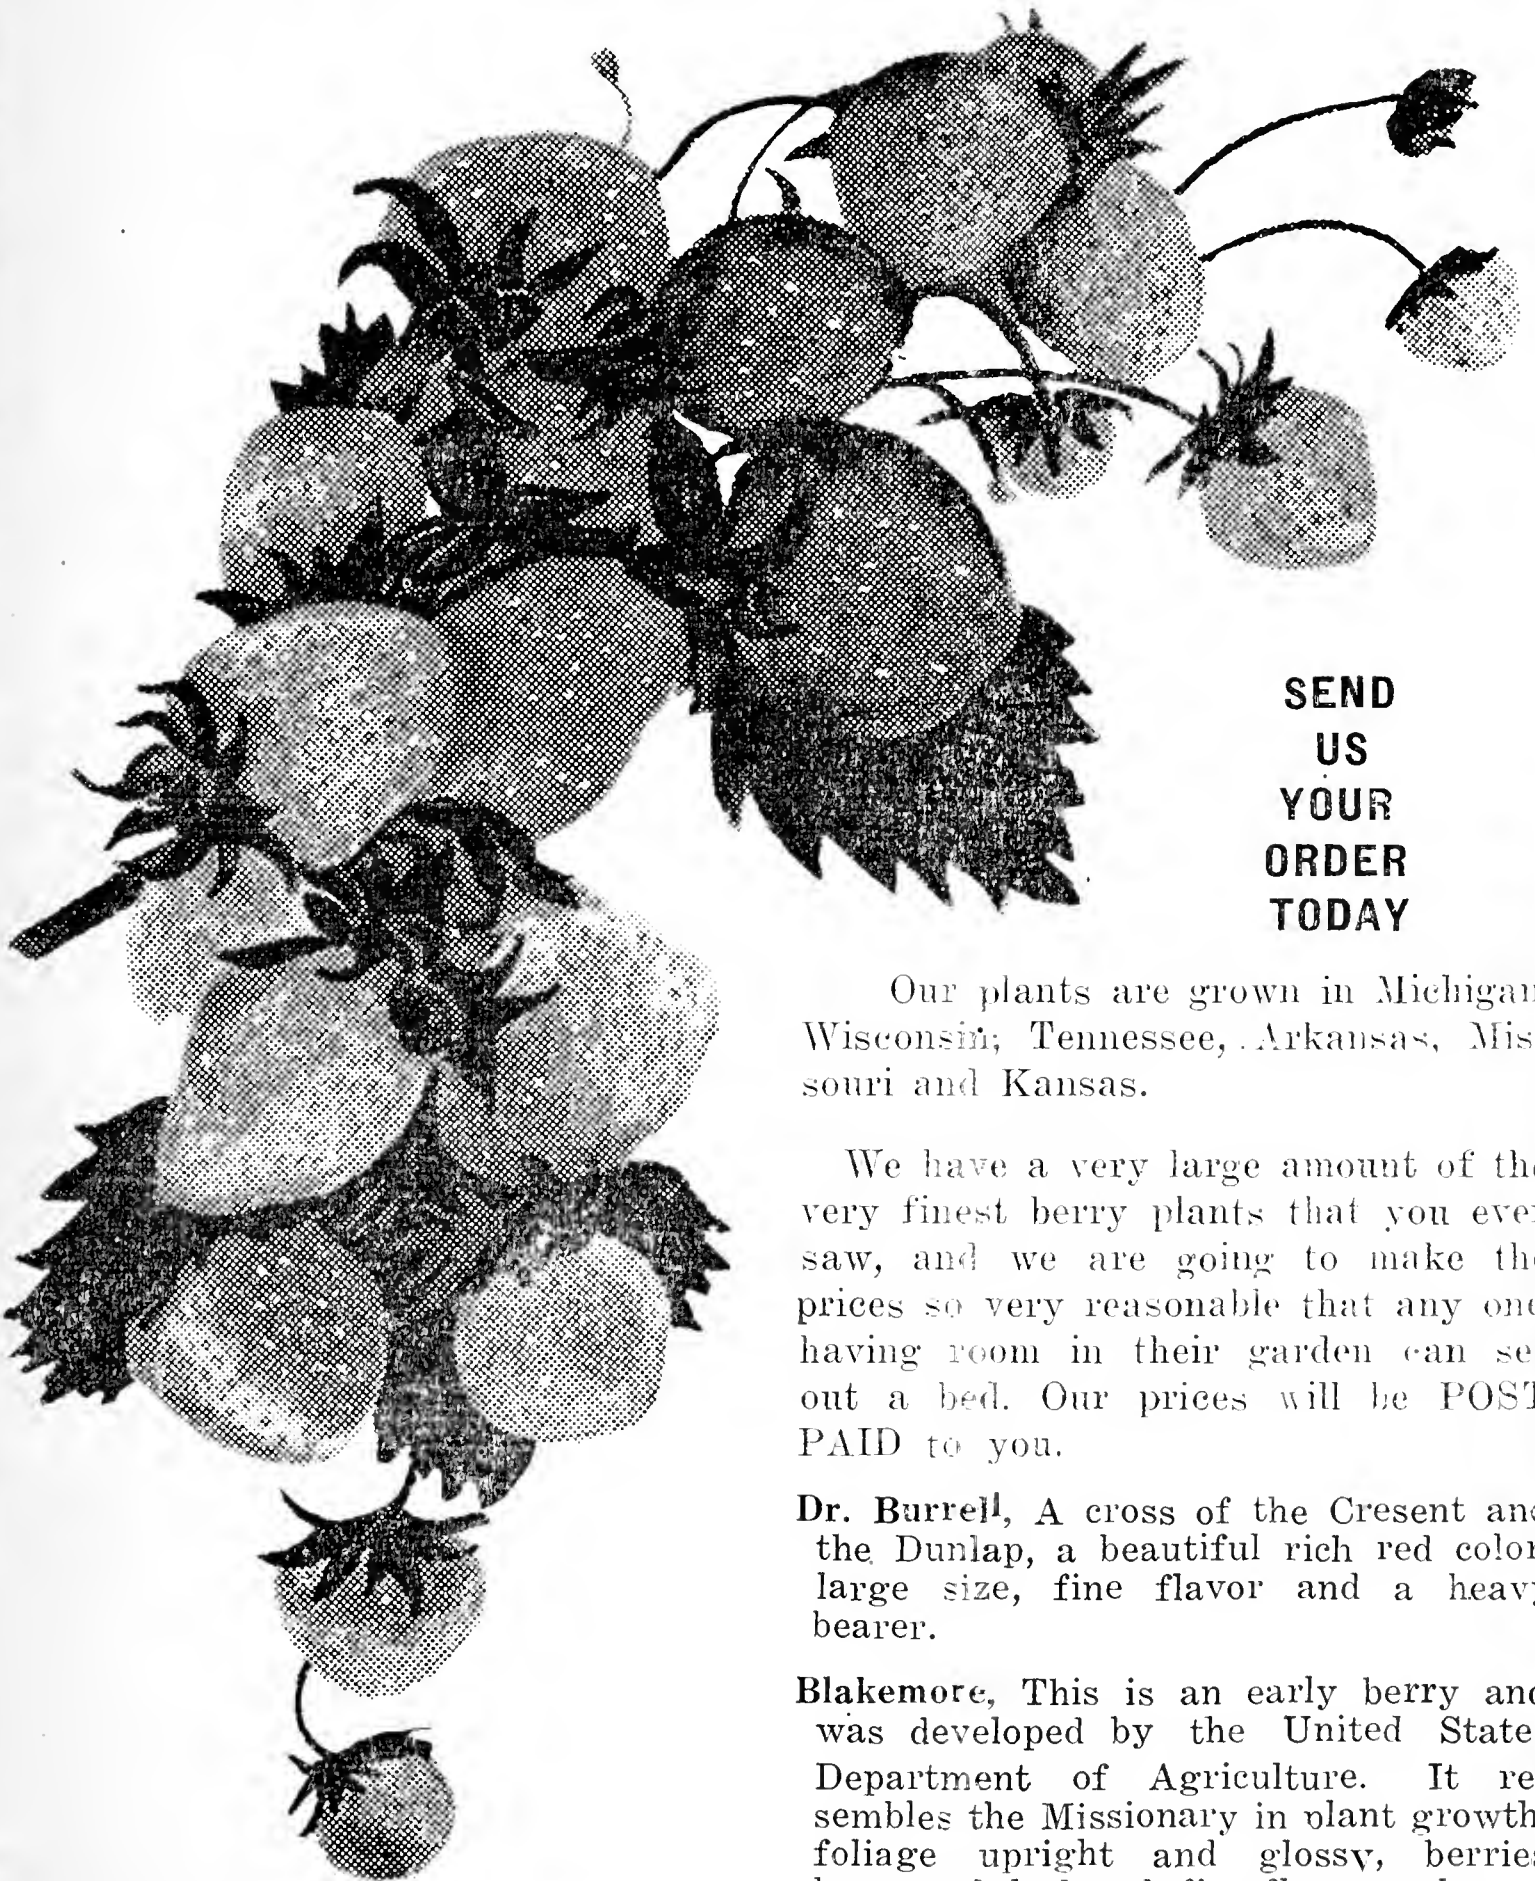 SEND
US
YOUR
ORDER
TODAY
Our plants are grown in Michigan
Wisconsin; Tennessee, Arkansas, Mis
souri and Kansas.
We have a very large amount of the
very finest berry plants that you ever
saw, and we are going to make the
prices so very reasonable that any one
having room in their garden can se
out a bed. Our prices will be POST
PAID to you.
Dr. Burrell, A cross of the Cresent and
the Dunlap, a beautiful rich red color
large size, fine flavor and a heavy
bearer.
Blakemore, This is an early berry and
was developed by the United State
Department of Agriculture. It re
sembles the Missionary in plant growth
foliage upright and glossy, berries